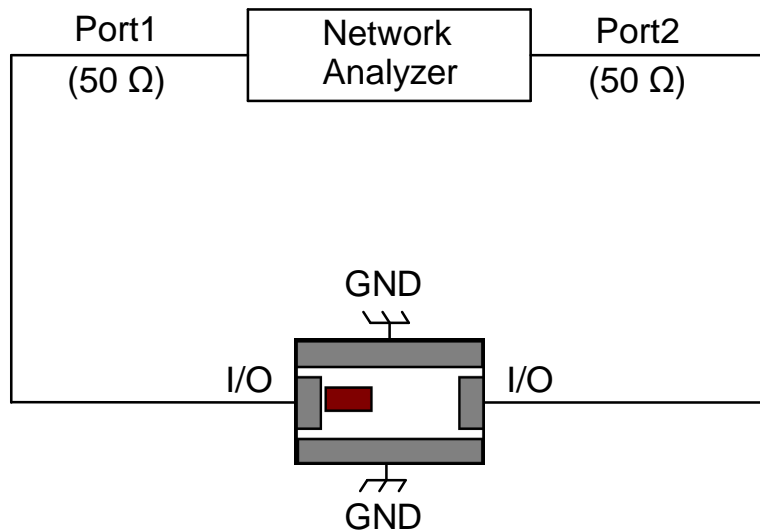 Port1
(50 Ω)
Network
Analyzer
Port2
(50 Ω)
GND
I/O
I/O
GND